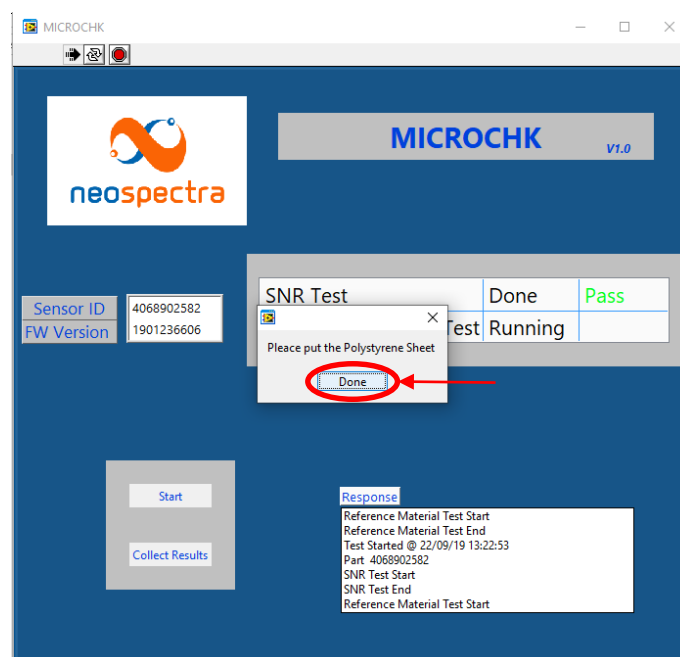 MICROCHK
neospectra
MICROCHK V1.0
Sensor ID 4068902582
FW Version 1901236606
SNR Test Done Pass
Test Running
Pleace put the Polystyrene Sheet
Done
Start
Collect Results
Response
Reference Material Test Start
Reference Material Test End
Test Started @ 22/09/19 13:22:53
Part 4068902582
SNR Test Start
SNR Test End
Reference Material Test Start